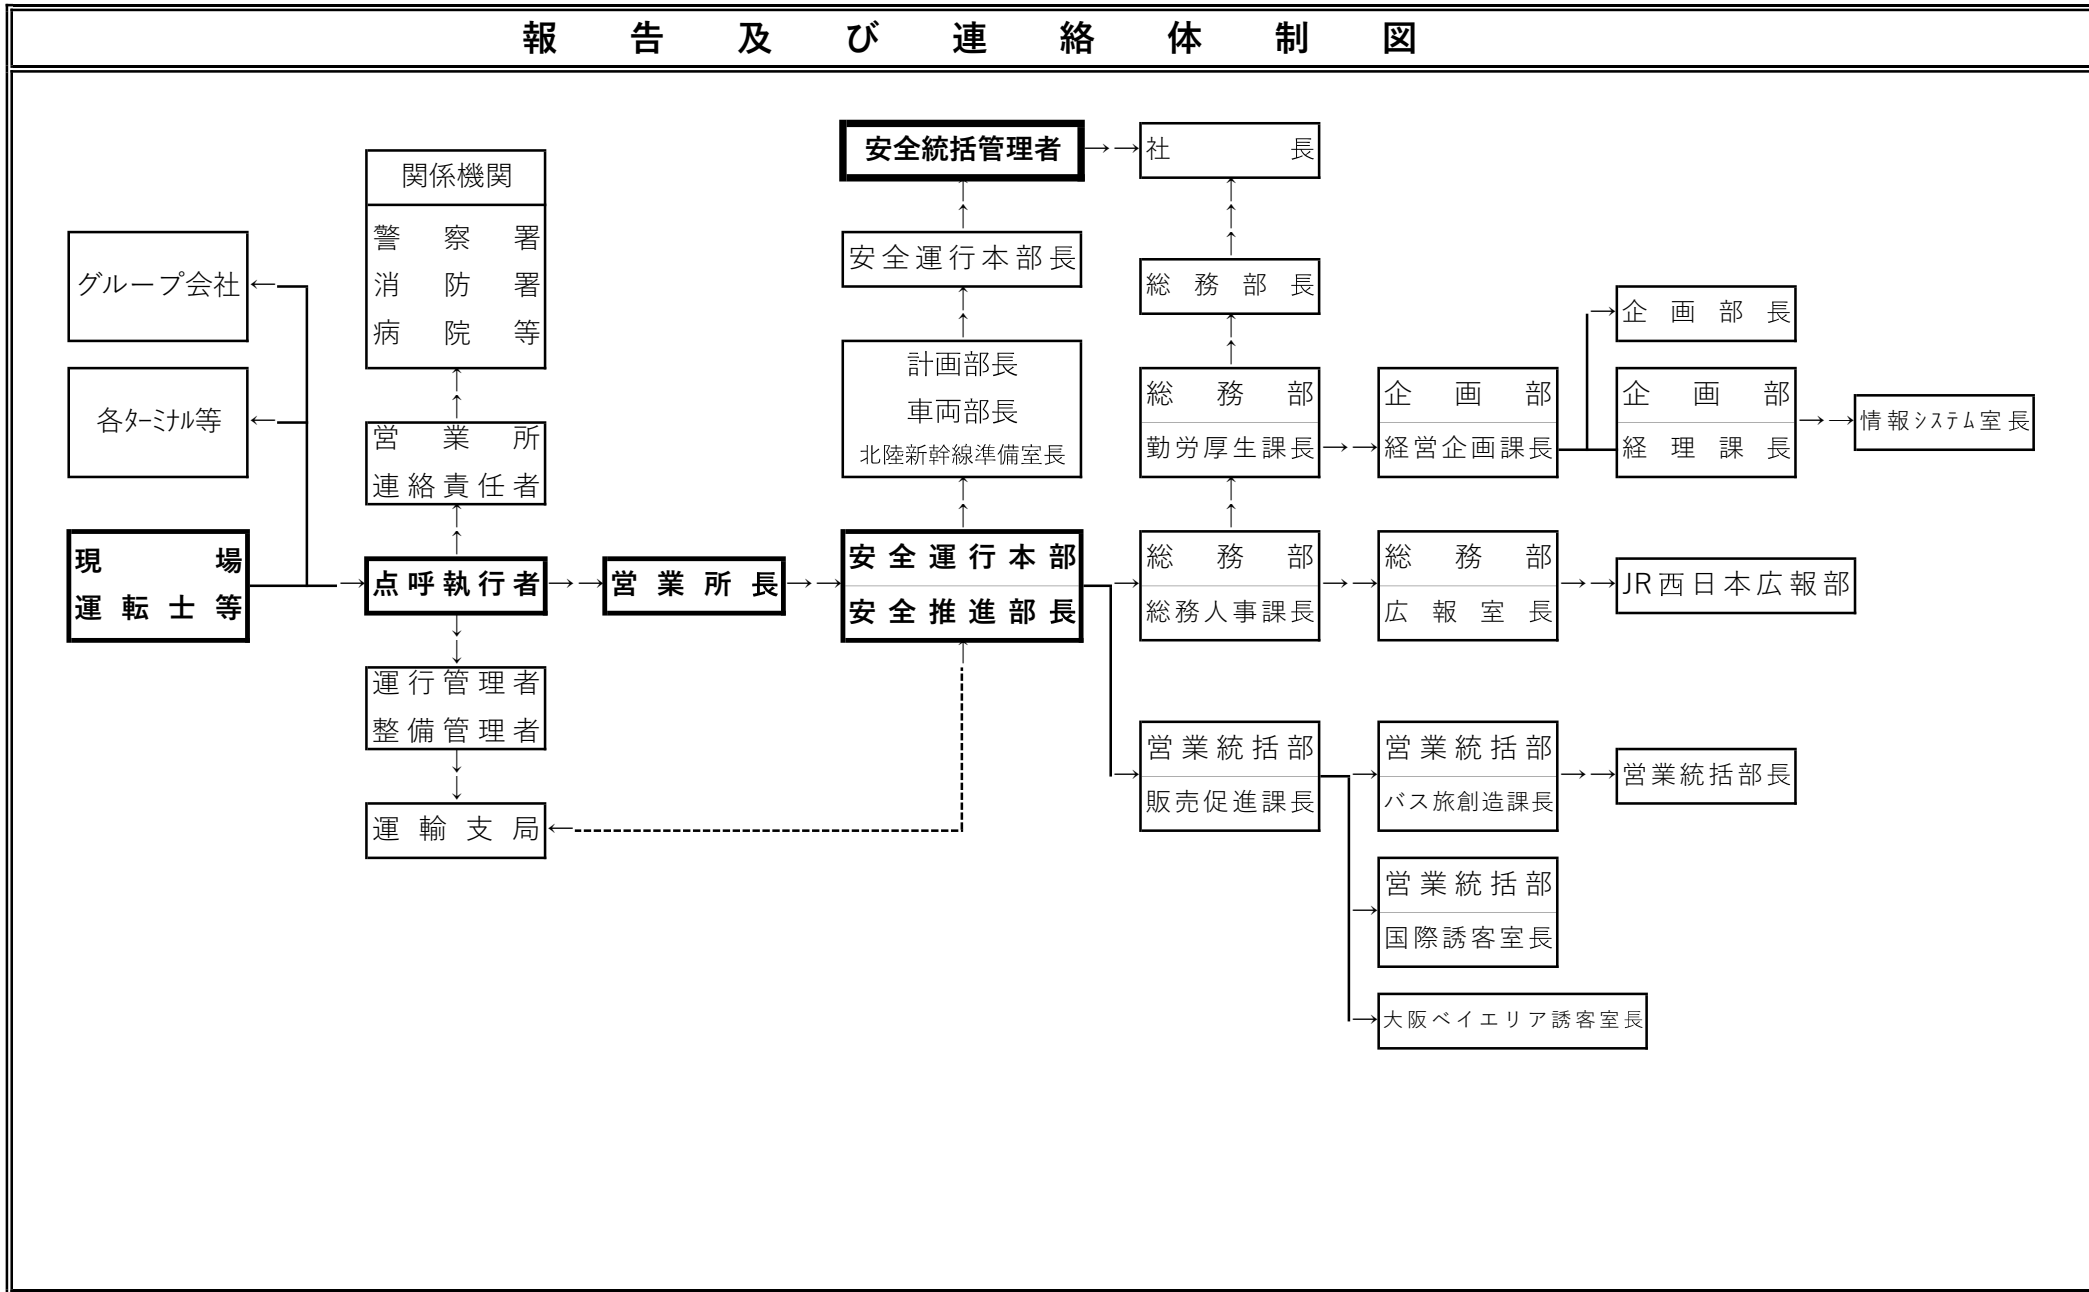 報告及び連絡体制図
安全統括管理者
社長
関係機関
警察署
消防署
病院等
グループ会社
安全運行本部長
総務部長
企画部長
計画部長
車両部長
北陸新幹線準備室長
各ﾀｰﾐﾅﾙ等
総務部
勤労厚生課長
企画部
経営企画課長
企画部
経理課長
情報ｼｽﾃﾑ室長
営業所
連絡責任者
現場
運転士等
点呼執行者
営業所長
安全運行本部
安全推進部長
総務部
総務人事課長
総務部
広報室長
JR西日本広報部
運行管理者
整備管理者
営業統括部
販売促進課長
営業統括部
バス旅創造課長
営業統括部長
運輸支局
営業統括部
国際誘客室長
大阪ベイエリア誘客室長